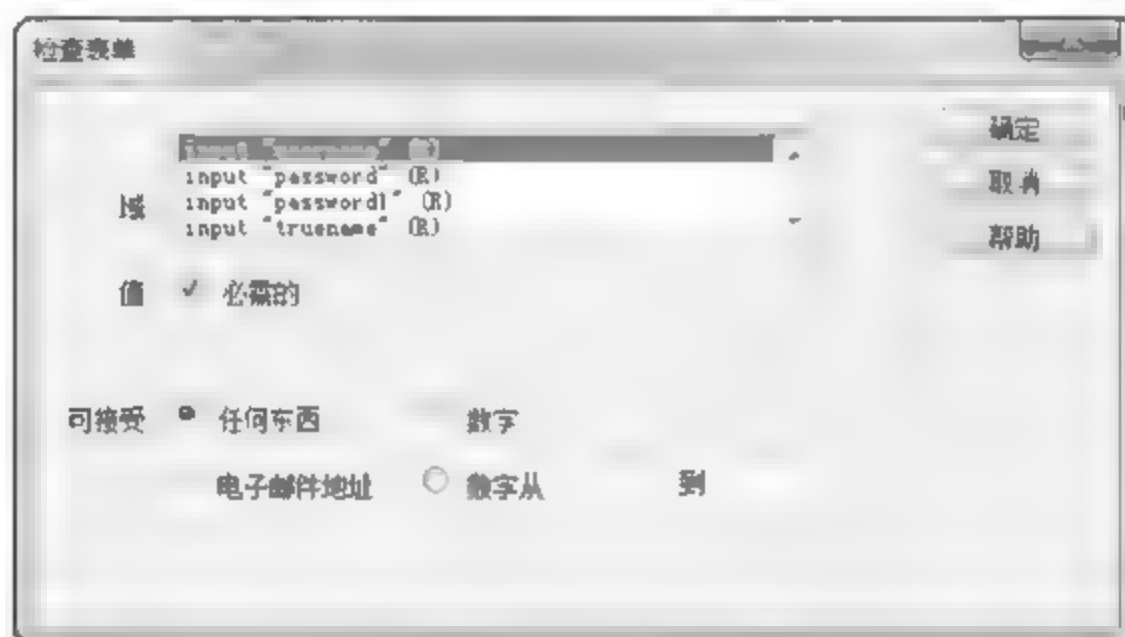 检查表单
确定
取消
帮助
域
input "username" (R)
input "password" (R)
input "password1" (R)
input "truename" (R)
值 必需的
可接受 任何东西 数字
电子邮件地址 数字从 到